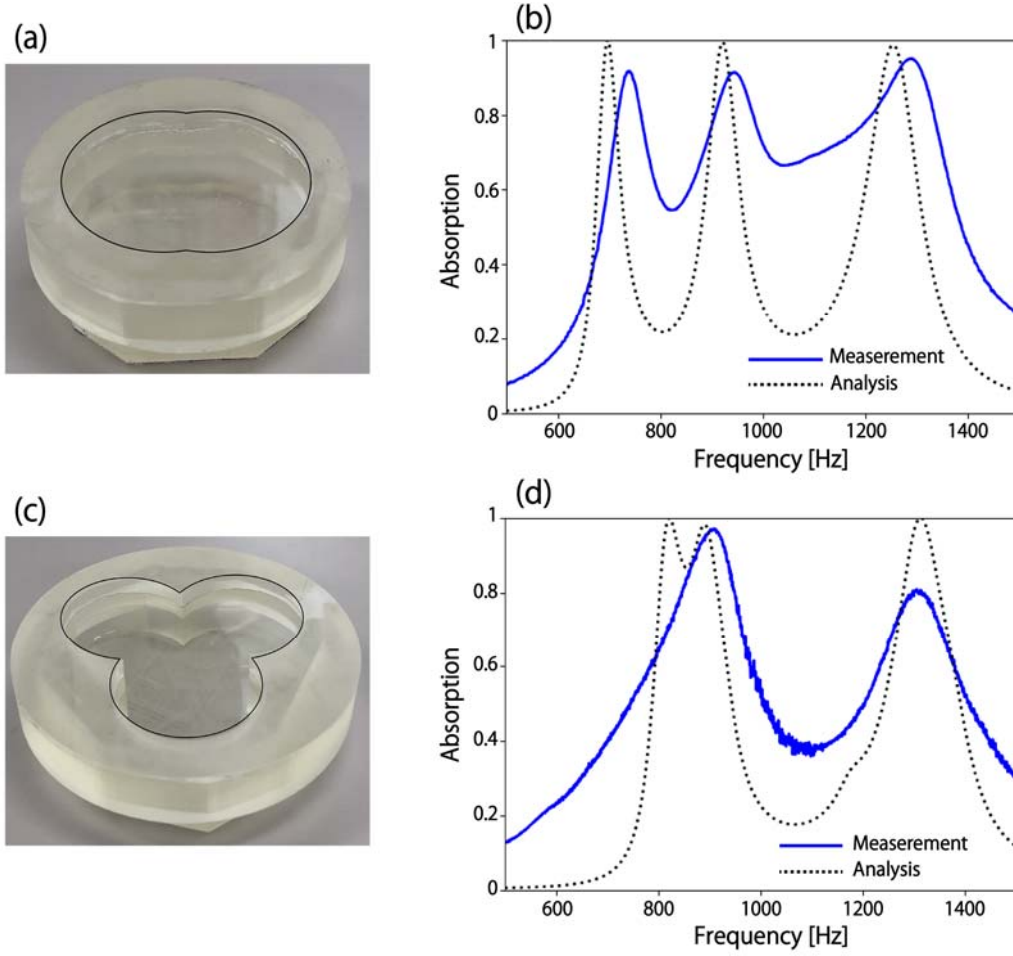 (a)
(b)
1
0.8
0.6
0.4
0.2
0
Absorption
Measerement
Analysis
600
800
1000
1200
1400
Frequency [Hz]
(c)
(d)
1
0.8
0.6
0.4
0.2
0
Absorption
Measerement
Analysis
600
800
1000
1200
1400
Frequency [Hz]